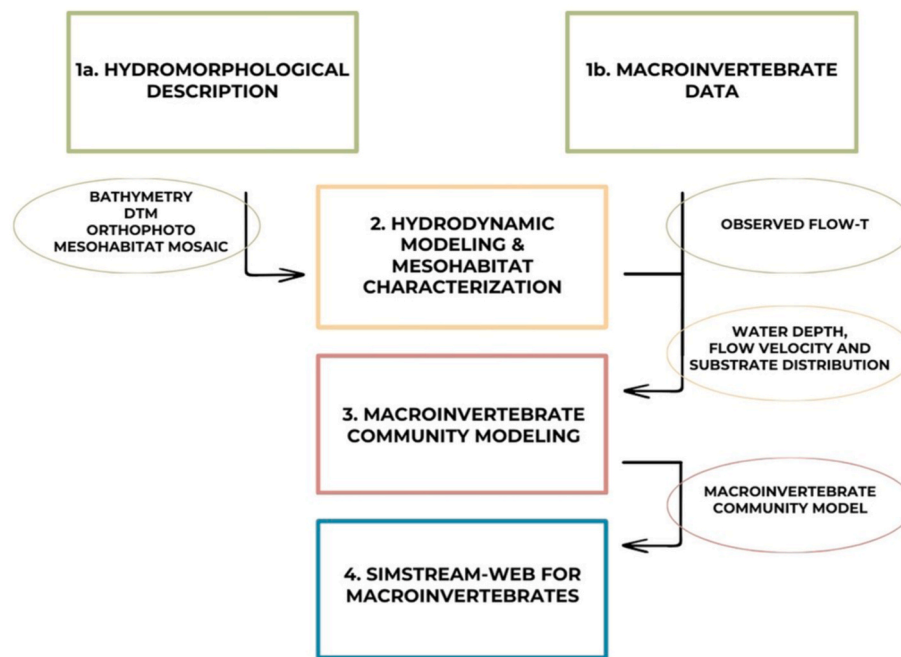 1a. HYDROMORPHOLOGICAL
DESCRIPTION
1b. MACROINVERTEBRATE
DATA
BATHYMETRY
DTM
ORTHOPHOTO
MESOHABITAT MOSAIC
2. HYDRODYNAMIC
MODELING &
MESOHABITAT
CHARACTERIZATION
OBSERVED FLOW-T
WATER DEPTH,
FLOW VELOCITY AND
SUBSTRATE DISTRIBUTION
3. MACROINVERTEBRATE
COMMUNITY MODELING
MACROINVERTEBRATE
COMMUNITY MODEL
4. SIMSTREAM-WEB FOR
MACROINVERTEBRATES